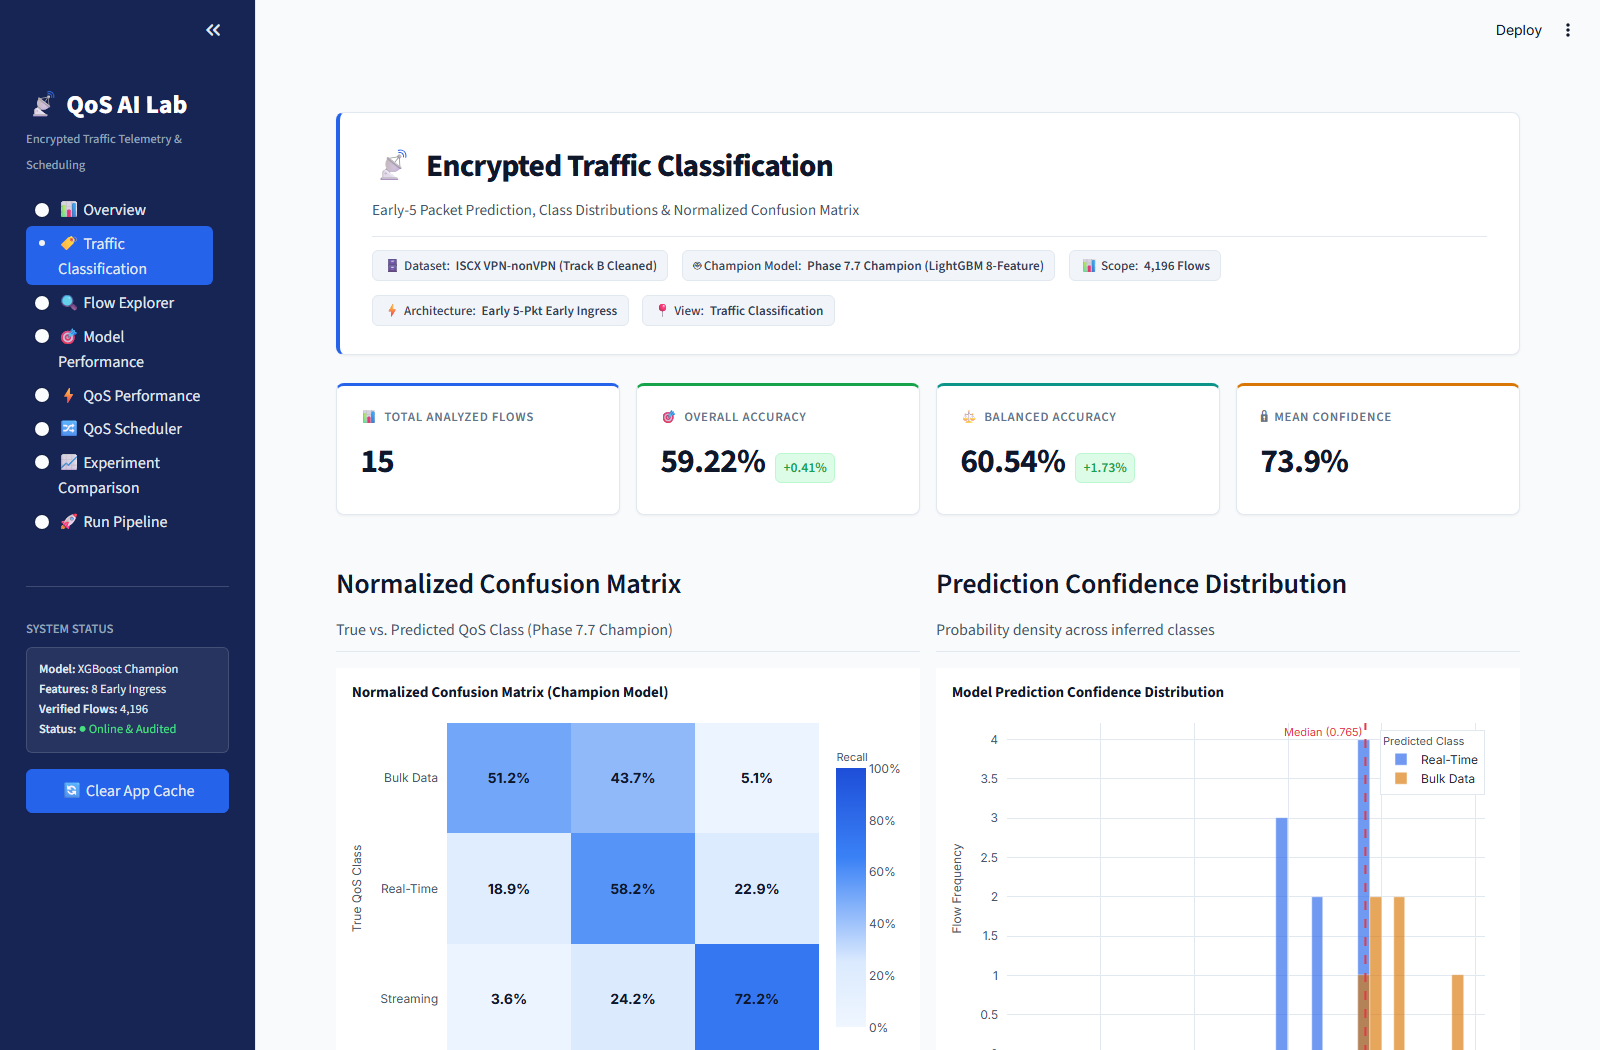 Deploy
QoS AI Lab
Encrypted Traffic Telemetry &
Scheduling
Overview
Traffic
Classification
Flow Explorer
Model
Performance
QoS Performance
QoS Scheduler
Experiment
Comparison
Run Pipeline
SYSTEM STATUS
Model: XGBoost Champion
Features: 8 Early Ingress
Verified Flows: 4,196
Status: ● Online & Audited
Clear App Cache
Encrypted Traffic Classification
Early-5 Packet Prediction, Class Distributions & Normalized Confusion Matrix
Dataset: ISCX VPN-nonVPN (Track B Cleaned)
Champion Model: Phase 7.7 Champion (LightGBM 8-Feature)
Scope: 4,196 Flows
Architecture: Early 5-Pkt Early Ingress
View: Traffic Classification
TOTAL ANALYZED FLOWS
15
OVERALL ACCURACY
59.22% +0.41%
BALANCED ACCURACY
60.54% +1.73%
MEAN CONFIDENCE
73.9%
Normalized Confusion Matrix
True vs. Predicted QoS Class (Phase 7.7 Champion)
Normalized Confusion Matrix (Champion Model)
True QoS Class
Bulk Data 51.2% 43.7% 5.1%
Real-Time 18.9% 58.2% 22.9%
Streaming 3.6% 24.2% 72.2%
Recall
100%
80%
60%
40%
20%
0%
Prediction Confidence Distribution
Probability density across inferred classes
Model Prediction Confidence Distribution
Median (0.765)
Predicted Class
Real-Time
Bulk Data
Flow Frequency
4
3.5
3
2.5
2
1.5
1
0.5